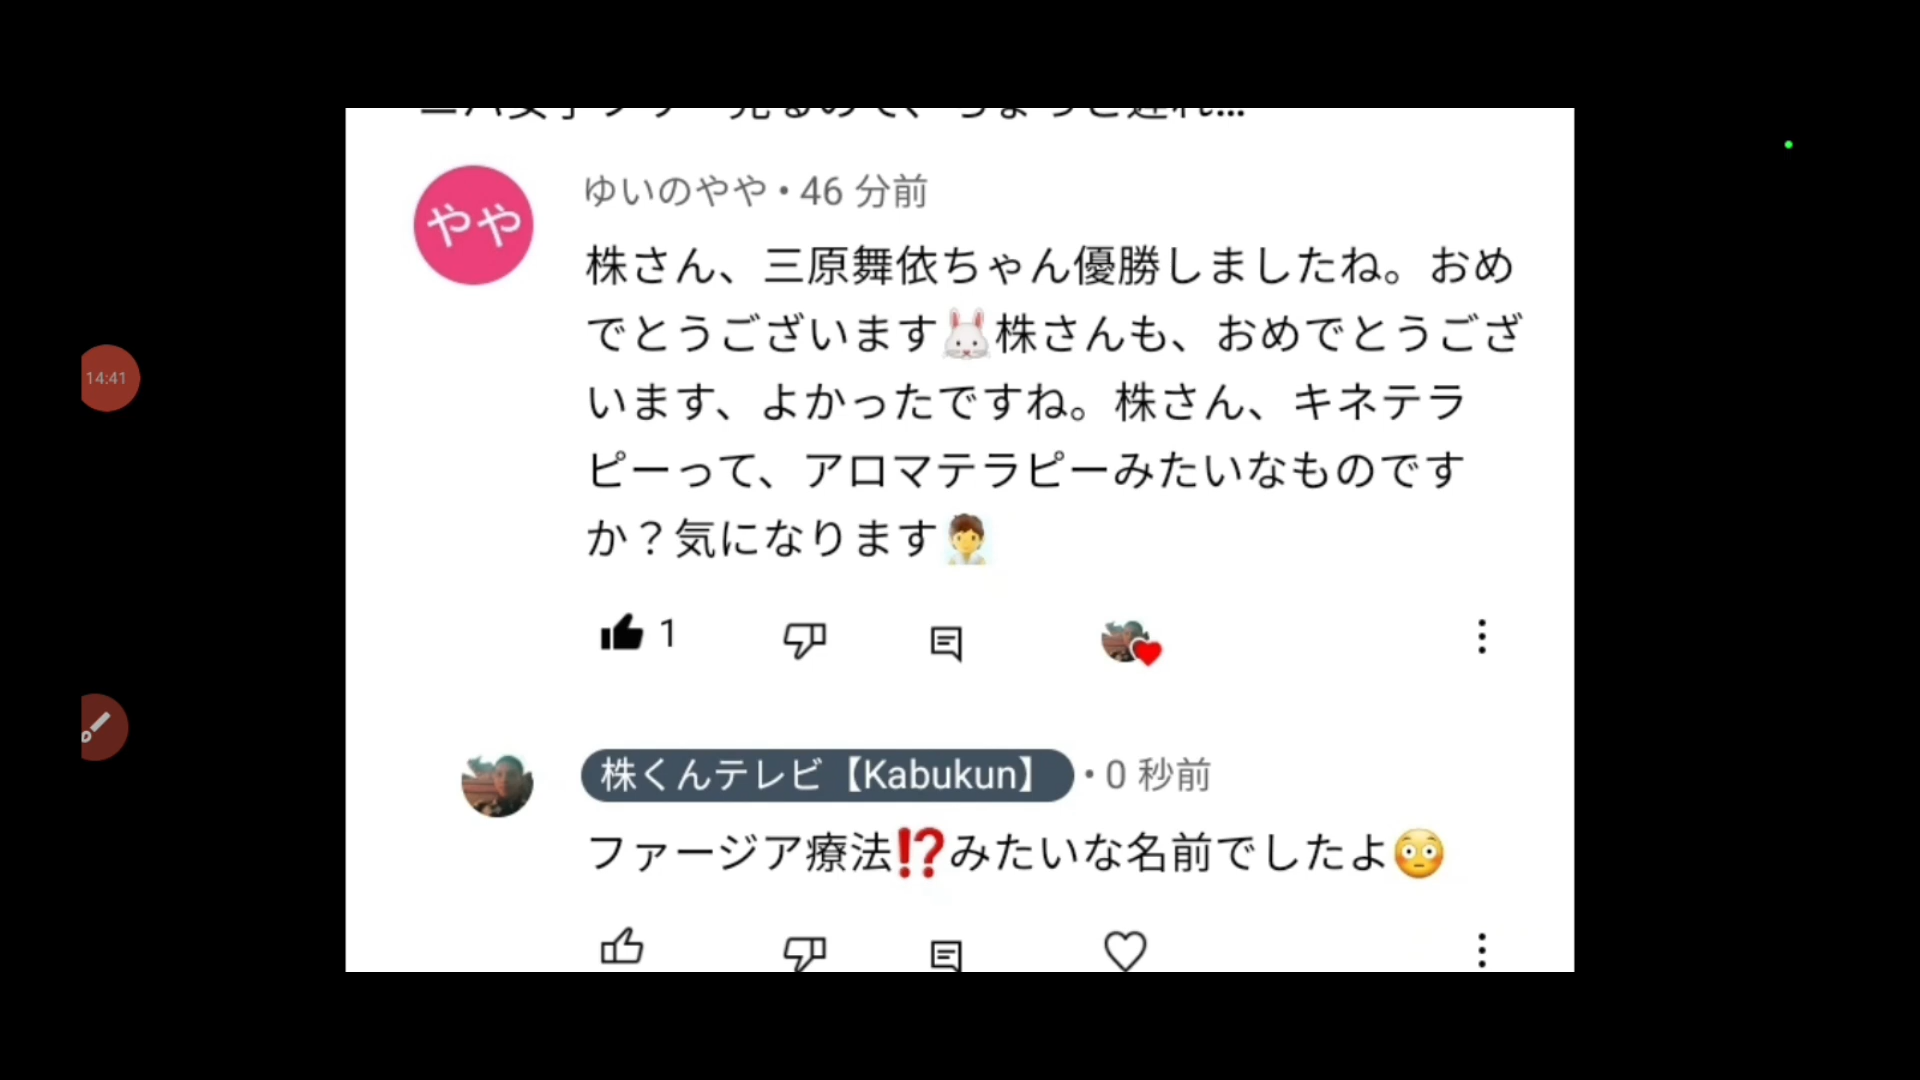 やや
ゆいのやや • 46 分前
株さん、三原舞依ちゃん優勝しましたね。おめ
でとうございます🐰株さんも、おめでとうござ
います、よかったですね。株さん、キネテラ
ピーって、アロマテラピーみたいなものです
か？気になります🧖
14:41
1
株くんテレビ【Kabukun】 • 0 秒前
ファージア療法⁉️みたいな名前でしたよ😳